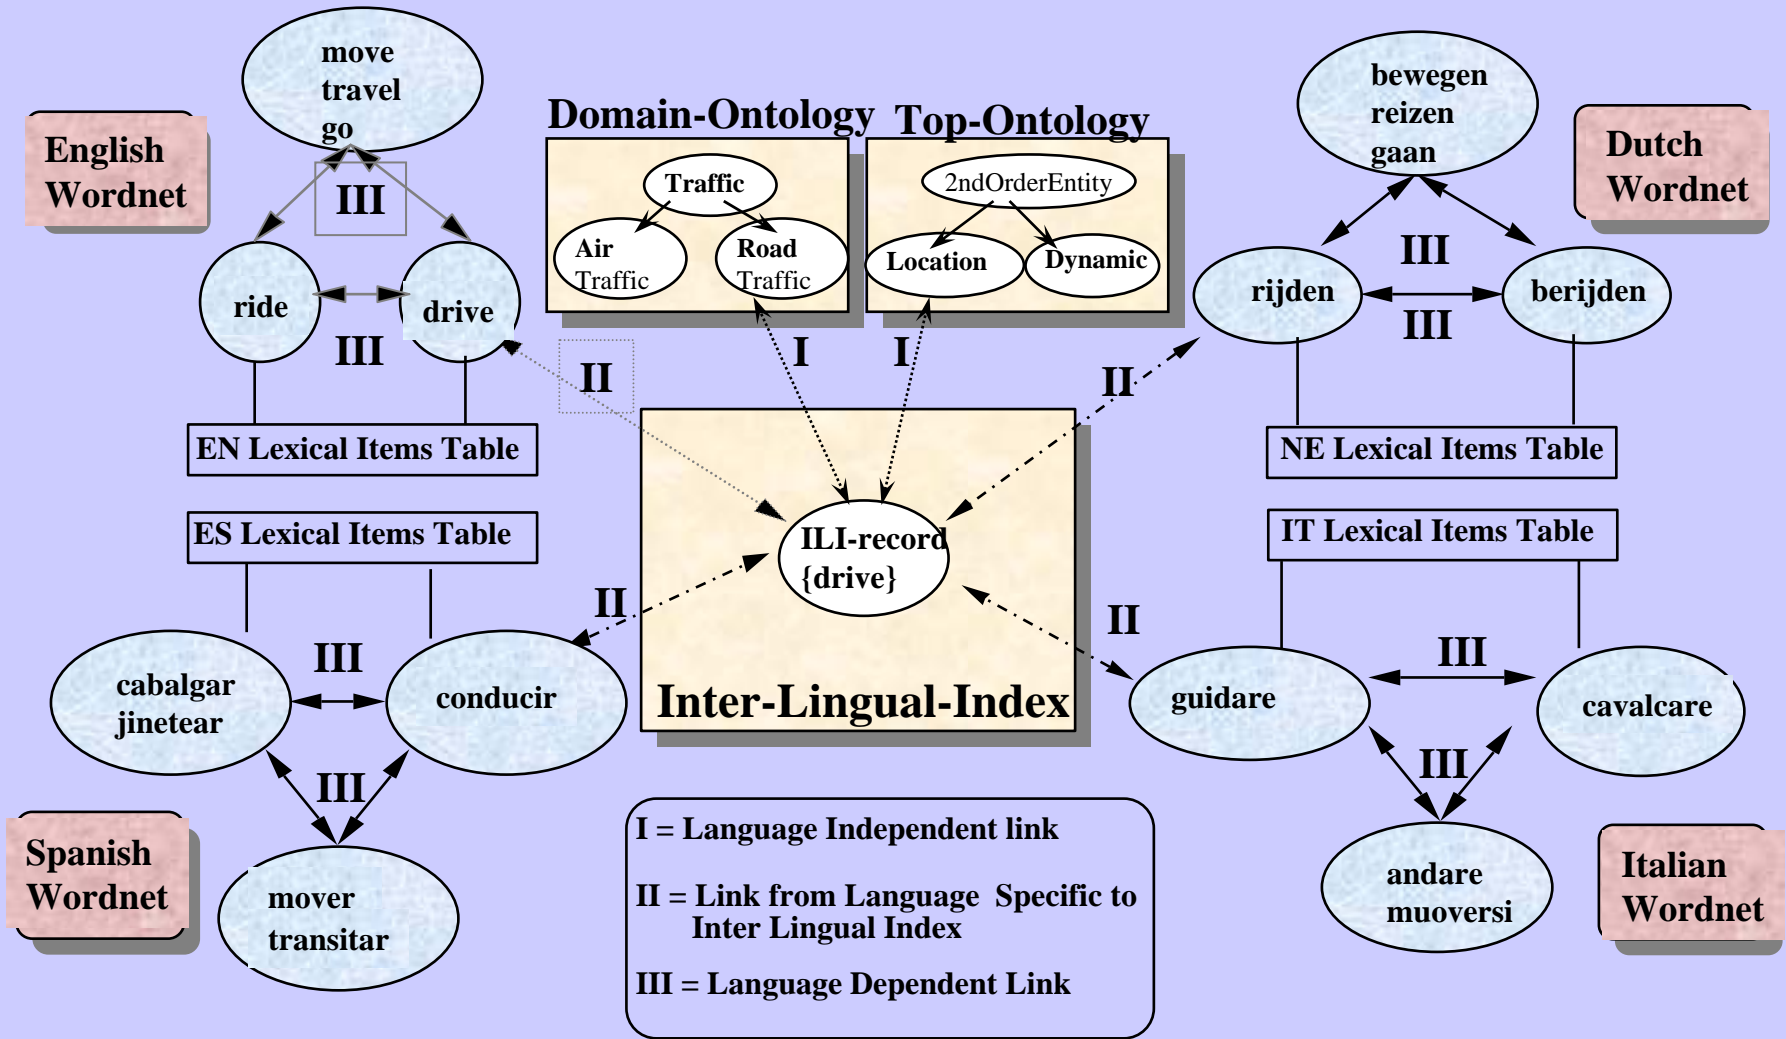 move
travel
go
English
Wordnet
III
ride
drive
III
EN Lexical Items Table
Domain-Ontology
Traffic
Air
Traffic
Road
Traffic
Top-Ontology
2ndOrderEntity
Location
Dynamic
bewegen
reizen
gaan
Dutch
Wordnet
III
rijden
berijden
III
NE Lexical Items Table
I
I
II
II
ILI-record
{drive}
Inter-Lingual-Index
II
II
ES Lexical Items Table
III
cabalgar
jinetear
conducir
III
Spanish
Wordnet
mover
transitar
IT Lexical Items Table
III
guidare
cavalcare
III
andare
muoversi
Italian
Wordnet
I = Language Independent link
II = Link from Language Specific to
Inter Lingual Index
III = Language Dependent Link